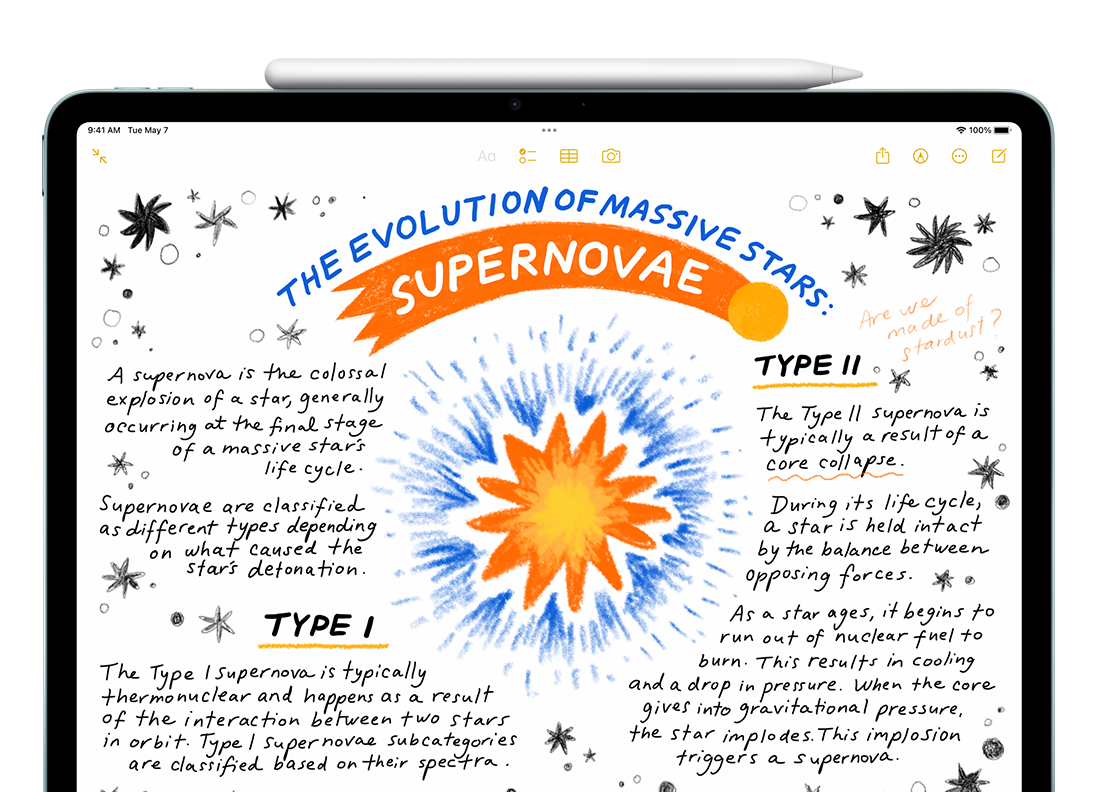 9:41 AM Tue May 7
100%
Aa
THE EVOLUTION OF MASSIVE STARS:
SUPERNOVAE
Are we
made of
stardust?
A supernova is the colossal
explosion of a star, generally
occurring at the final stage
of a massive star's
life cycle.
Supernovae are classified
as different types depending
on what caused the
star's detonation.
TYPE I
The Type I Supernova is typically
thermonuclear and happens as a result
of the interaction between two stars
in orbit. Type I Supernovae subcategories
are classified based on their spectra.
TYPE II
The Type II supernova is
typically a result of a
core collapse.
During its life cycle,
a star is held intact
by the balance between
opposing forces.
As a star ages, it begins to
run out of nuclear fuel to
burn. This results in cooling
and a drop in pressure. When the core
gives into gravitational pressure,
the star implodes. This implosion
triggers a supernova.